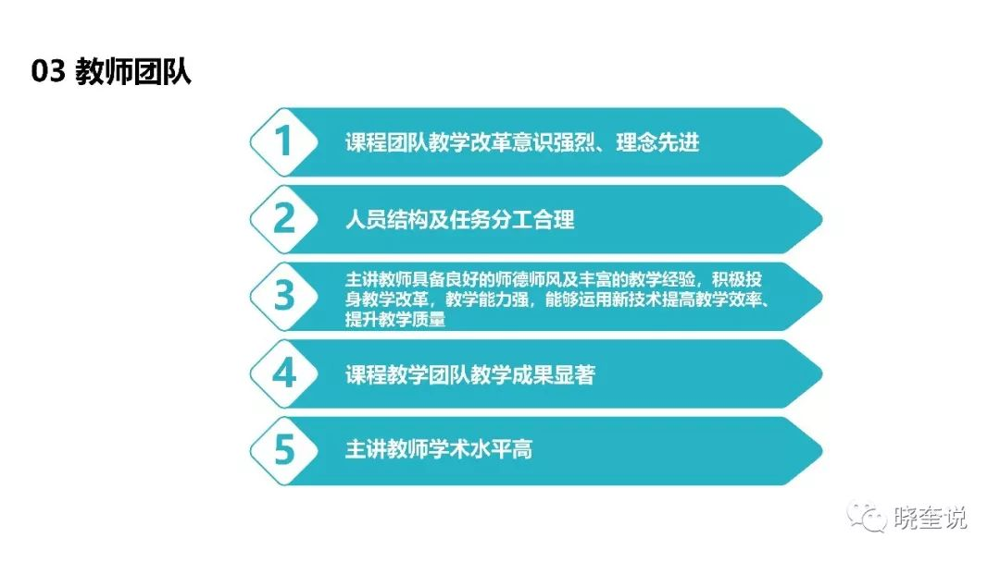 03 教师团队
1
课程团队教学改革意识强烈、理念先进
2
人员结构及任务分工合理
3
主讲教师具备良好的师德师风及丰富的教学经验，积极投
身教学改革，教学能力强，能够运用新技术提高教学效率、
提升教学质量
4
课程教学团队教学成果显著
5
主讲教师学术水平高
晓奎说